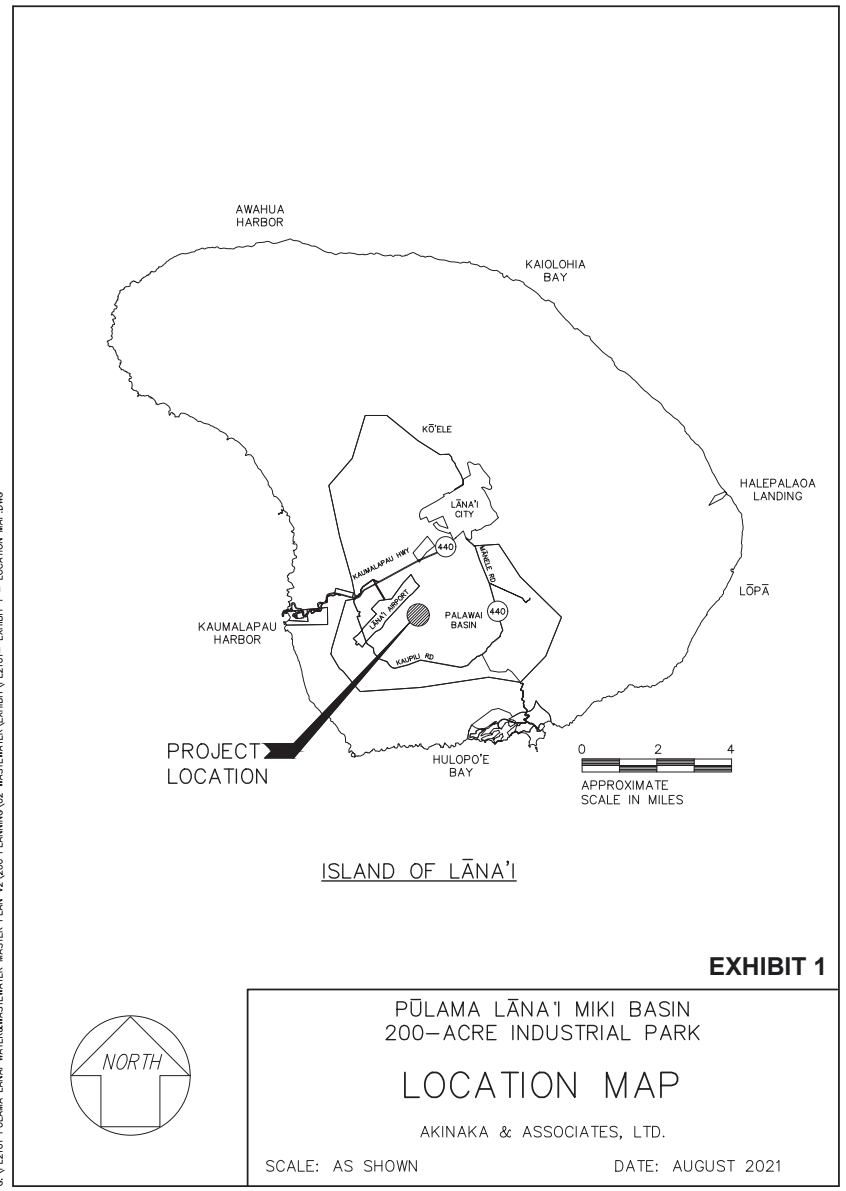 AWAHUA
HARBOR
KAIOLOHIA
BAY
KŌ'ELE
HALEPALAOA
LANDING
LĀNA'I
CITY
440
KAUMALAPAU HWY
MĀNELE RD
LŌPĀ
LĀNA'I AIRPORT
440
PALAWAI
BASIN
KAUMALAPAU
HARBOR
KAUPILI RD
PROJECT
LOCATION
HULOPO'E
BAY
0 2 4
APPROXIMATE
SCALE IN MILES
ISLAND OF LĀNA'I
EXHIBIT 1
NORTH
PŪLAMA LĀNA'I MIKI BASIN
200-ACRE INDUSTRIAL PARK
LOCATION MAP
AKINAKA & ASSOCIATES, LTD.
SCALE: AS SHOWN DATE: AUGUST 2021